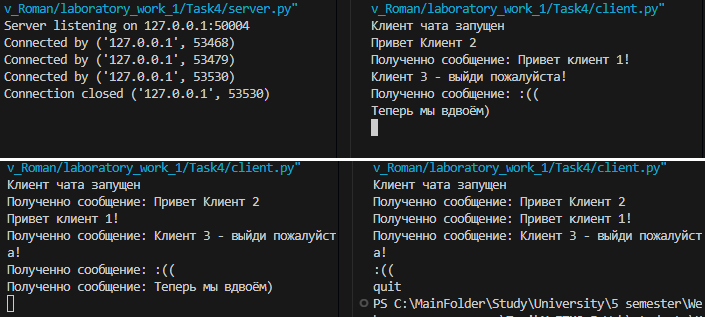 v_Roman/laboratory_work_1/Task4/server.py"
Server listening on 127.0.0.1:50004
Connected by ('127.0.0.1', 53468)
Connected by ('127.0.0.1', 53479)
Connected by ('127.0.0.1', 53530)
Connection closed ('127.0.0.1', 53530)
v_Roman/laboratory_work_1/Task4/client.py"
Клиент чата запущен
Привет Клиент 2
Полученно сообщение: Привет клиент 1!
Клиент 3 - выйди пожалуйста!
Полученно сообщение: :((
Теперь мы вдвоём)
v_Roman/laboratory_work_1/Task4/client.py"
Клиент чата запущен
Полученно сообщение: Привет Клиент 2
Привет клиент 1!
Полученно сообщение: Клиент 3 - выйди пожалуйст
а!
Полученно сообщение: :((
Полученно сообщение: Теперь мы вдвоём)
v_Roman/laboratory_work_1/Task4/client.py"
Клиент чата запущен
Полученно сообщение: Привет Клиент 2
Полученно сообщение: Привет клиент 1!
Полученно сообщение: Клиент 3 - выйди пожалуйст
а!
:((
quit
PS C:\MainFolder\Study\University\5 semester\We